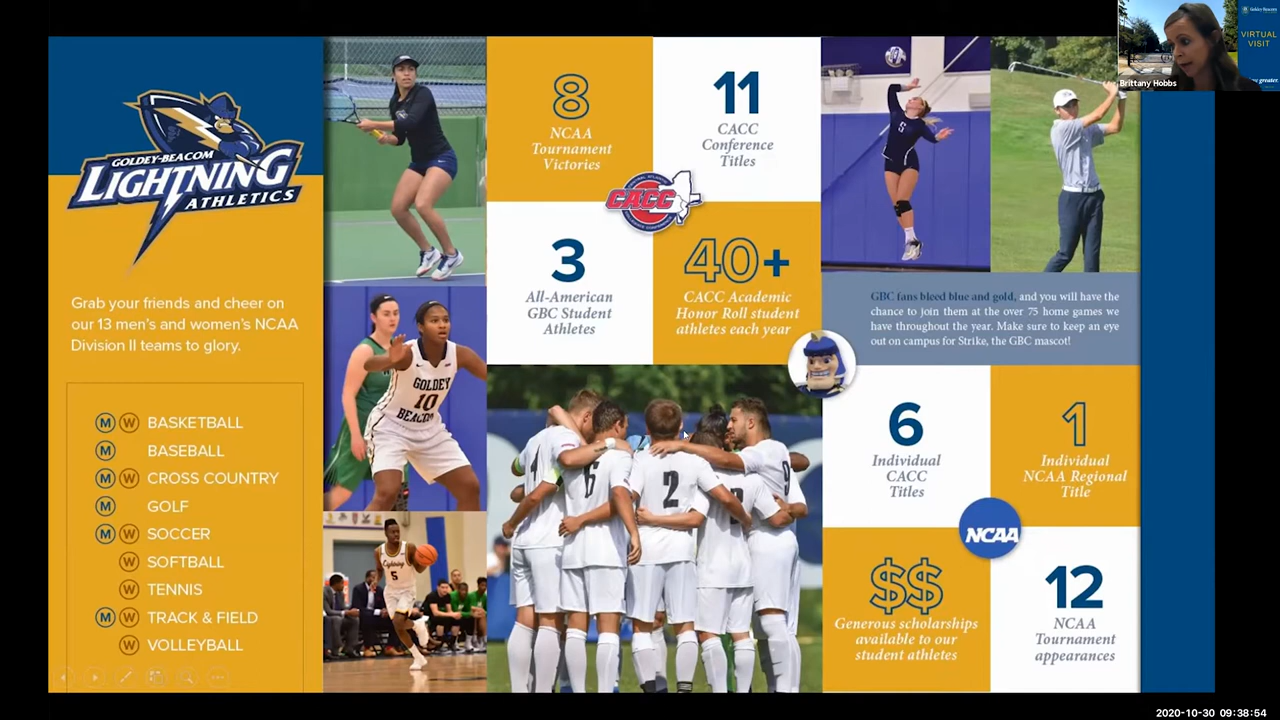 GOLDEY-BEACOM
LIGHTNING
ATHLETICS
Grab your friends and cheer on
our 13 men's and women's NCAA
Division II teams to glory.
M W BASKETBALL
M BASEBALL
M W CROSS COUNTRY
M GOLF
M W SOCCER
W SOFTBALL
W TENNIS
M W TRACK & FIELD
W VOLLEYBALL
GOLDEY
10
BEACOM
5
8
NCAA
Tournament
Victories
11
CACC
Conference
Titles
CACC
3
All-American
GBC Student
Athletes
40+
CACC Academic
Honor Roll student
athletes each year
6
2
9
5
GBC fans bleed blue and gold, and you will have the
chance to join them at the over 75 home games we
have throughout the year. Make sure to keep an eye
out on campus for Strike, the GBC mascot!
6
Individual
CACC
Titles
1
Individual
NCAA Regional
Title
NCAA
$$
Generous scholarships
available to our
student athletes
12
NCAA
Tournament
appearances
Brittany Hobbs
VIRTUAL
VISIT
2020-10-30 09:38:54